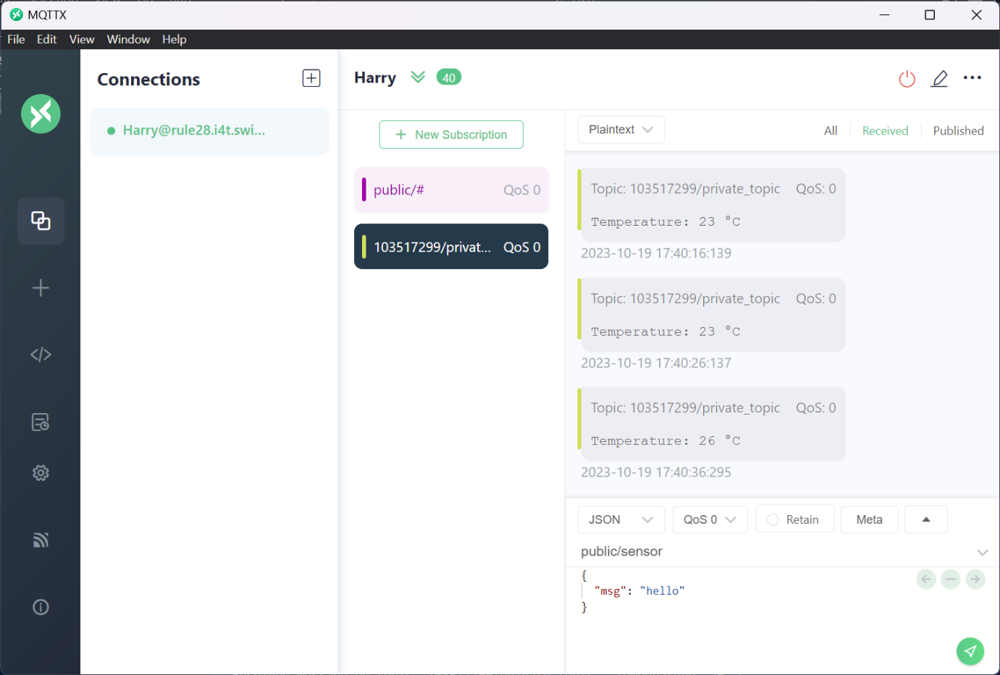 MQTTX
File Edit View Window Help
Connections
Harry@rule28.i4t.swi...
Harry 40
New Subscription
public/# QoS 0
103517299/privat... QoS 0
Plaintext
All Received Published
Topic: 103517299/private_topic QoS: 0
Temperature: 23 °C
2023-10-19 17:40:16:139
Topic: 103517299/private_topic QoS: 0
Temperature: 23 °C
2023-10-19 17:40:26:137
Topic: 103517299/private_topic QoS: 0
Temperature: 26 °C
2023-10-19 17:40:36:295
JSON QoS 0 Retain Meta
public/sensor
{
"msg": "hello"
}